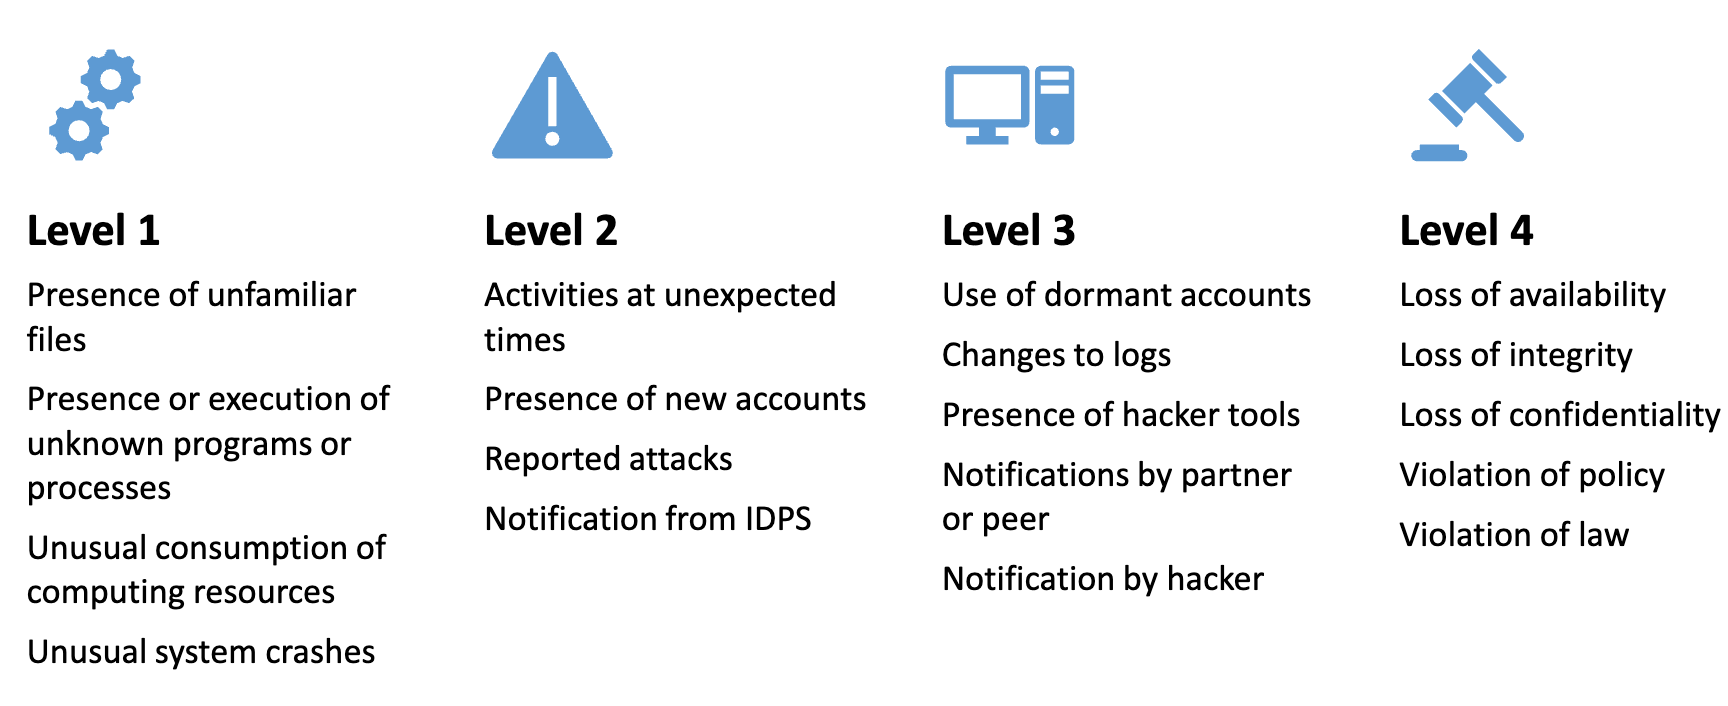 Level 1
Presence of unfamiliar
files
Presence or execution of
unknown programs or
processes
Unusual consumption of
computing resources
Unusual system crashes
Level 2
Activities at unexpected
times
Presence of new accounts
Reported attacks
Notification from IDPS
Level 3
Use of dormant accounts
Changes to logs
Presence of hacker tools
Notifications by partner
or peer
Notification by hacker
Level 4
Loss of availability
Loss of integrity
Loss of confidentiality
Violation of policy
Violation of law